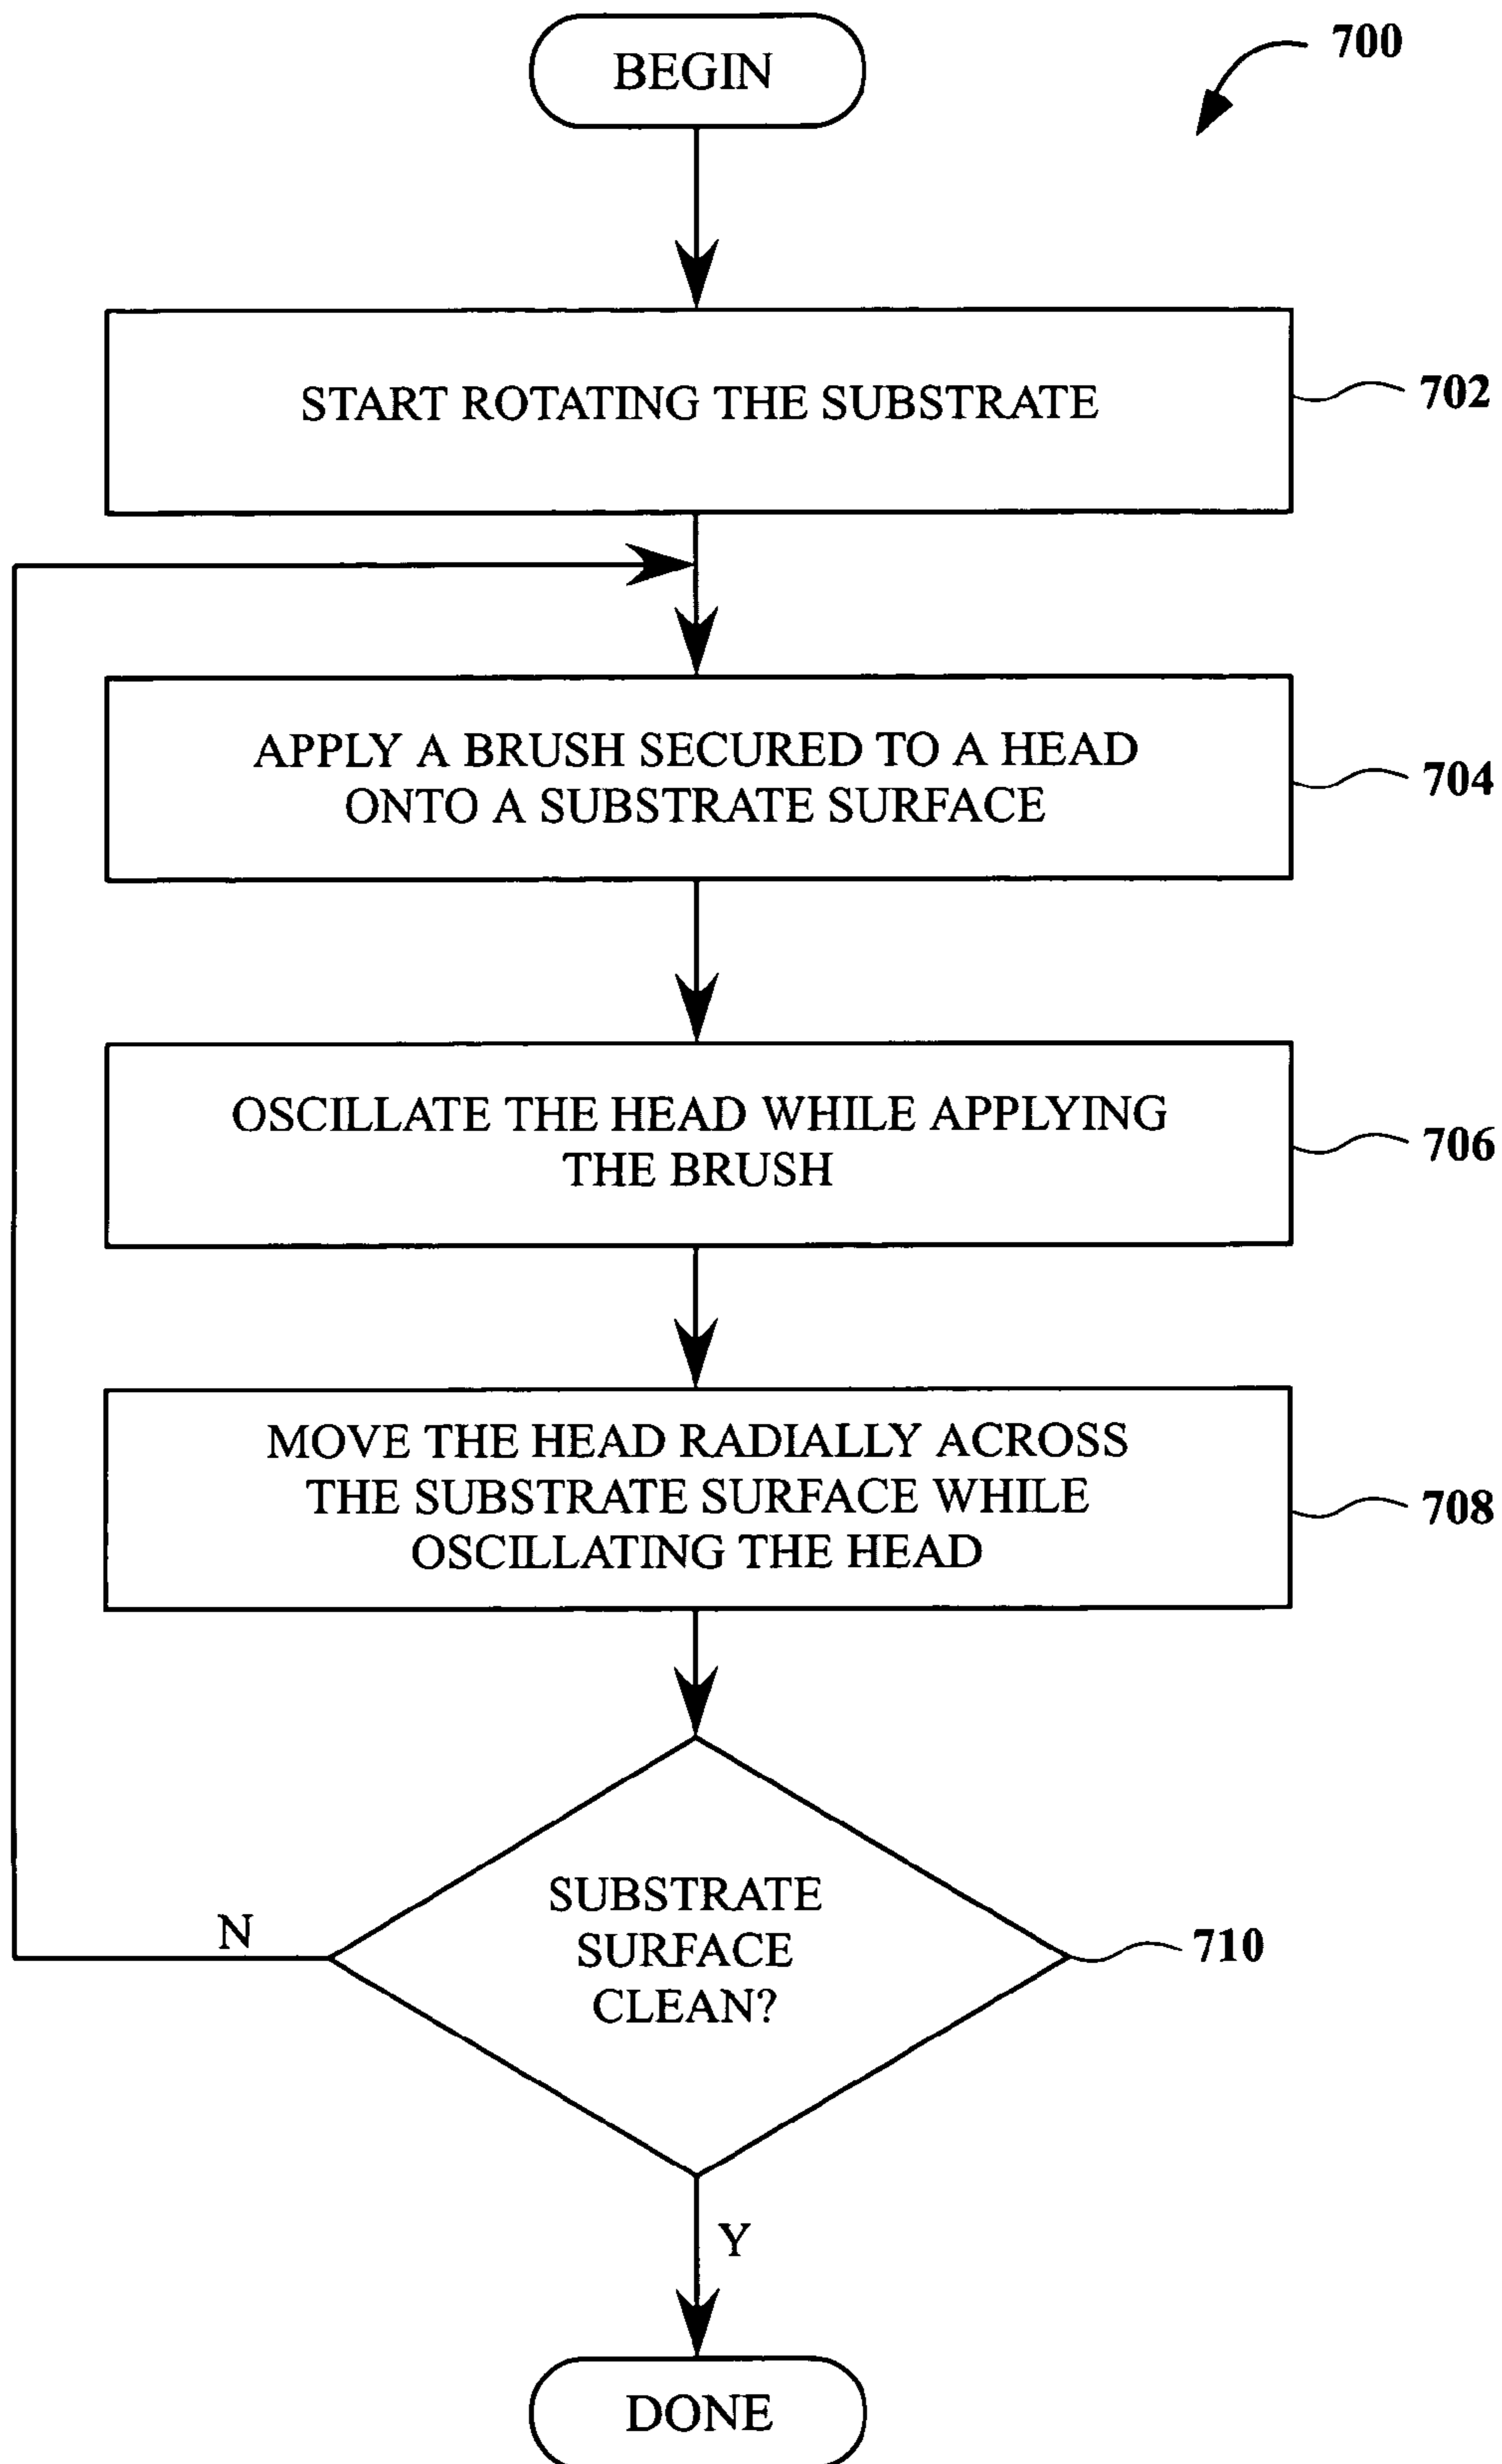 BEGIN
700
START ROTATING THE SUBSTRATE
702
APPLY A BRUSH SECURED TO A HEAD
ONTO A SUBSTRATE SURFACE
704
OSCILLATE THE HEAD WHILE APPLYING
THE BRUSH
706
MOVE THE HEAD RADIALLY ACROSS
THE SUBSTRATE SURFACE WHILE
OSCILLATING THE HEAD
708
SUBSTRATE
SURFACE
CLEAN?
N
710
Y
DONE